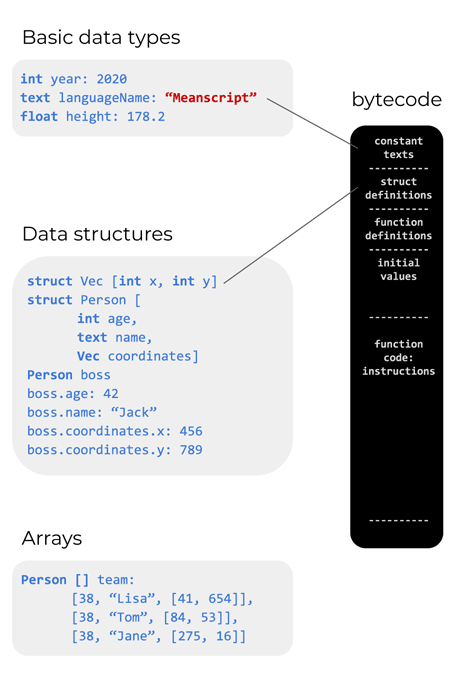 Basic data types
int year: 2020
text languageName: “Meanscript”
float height: 178.2
bytecode
constant
texts
----------
struct
definitions
----------
function
definitions
----------
initial
values
----------
function
code:
instructions
----------
Data structures
struct Vec [int x, int y]
struct Person [
int age,
text name,
Vec coordinates]
Person boss
boss.age: 42
boss.name: “Jack”
boss.coordinates.x: 456
boss.coordinates.y: 789
Arrays
Person [] team:
[38, “Lisa”, [41, 654]],
[38, “Tom”, [84, 53]],
[38, “Jane”, [275, 16]]